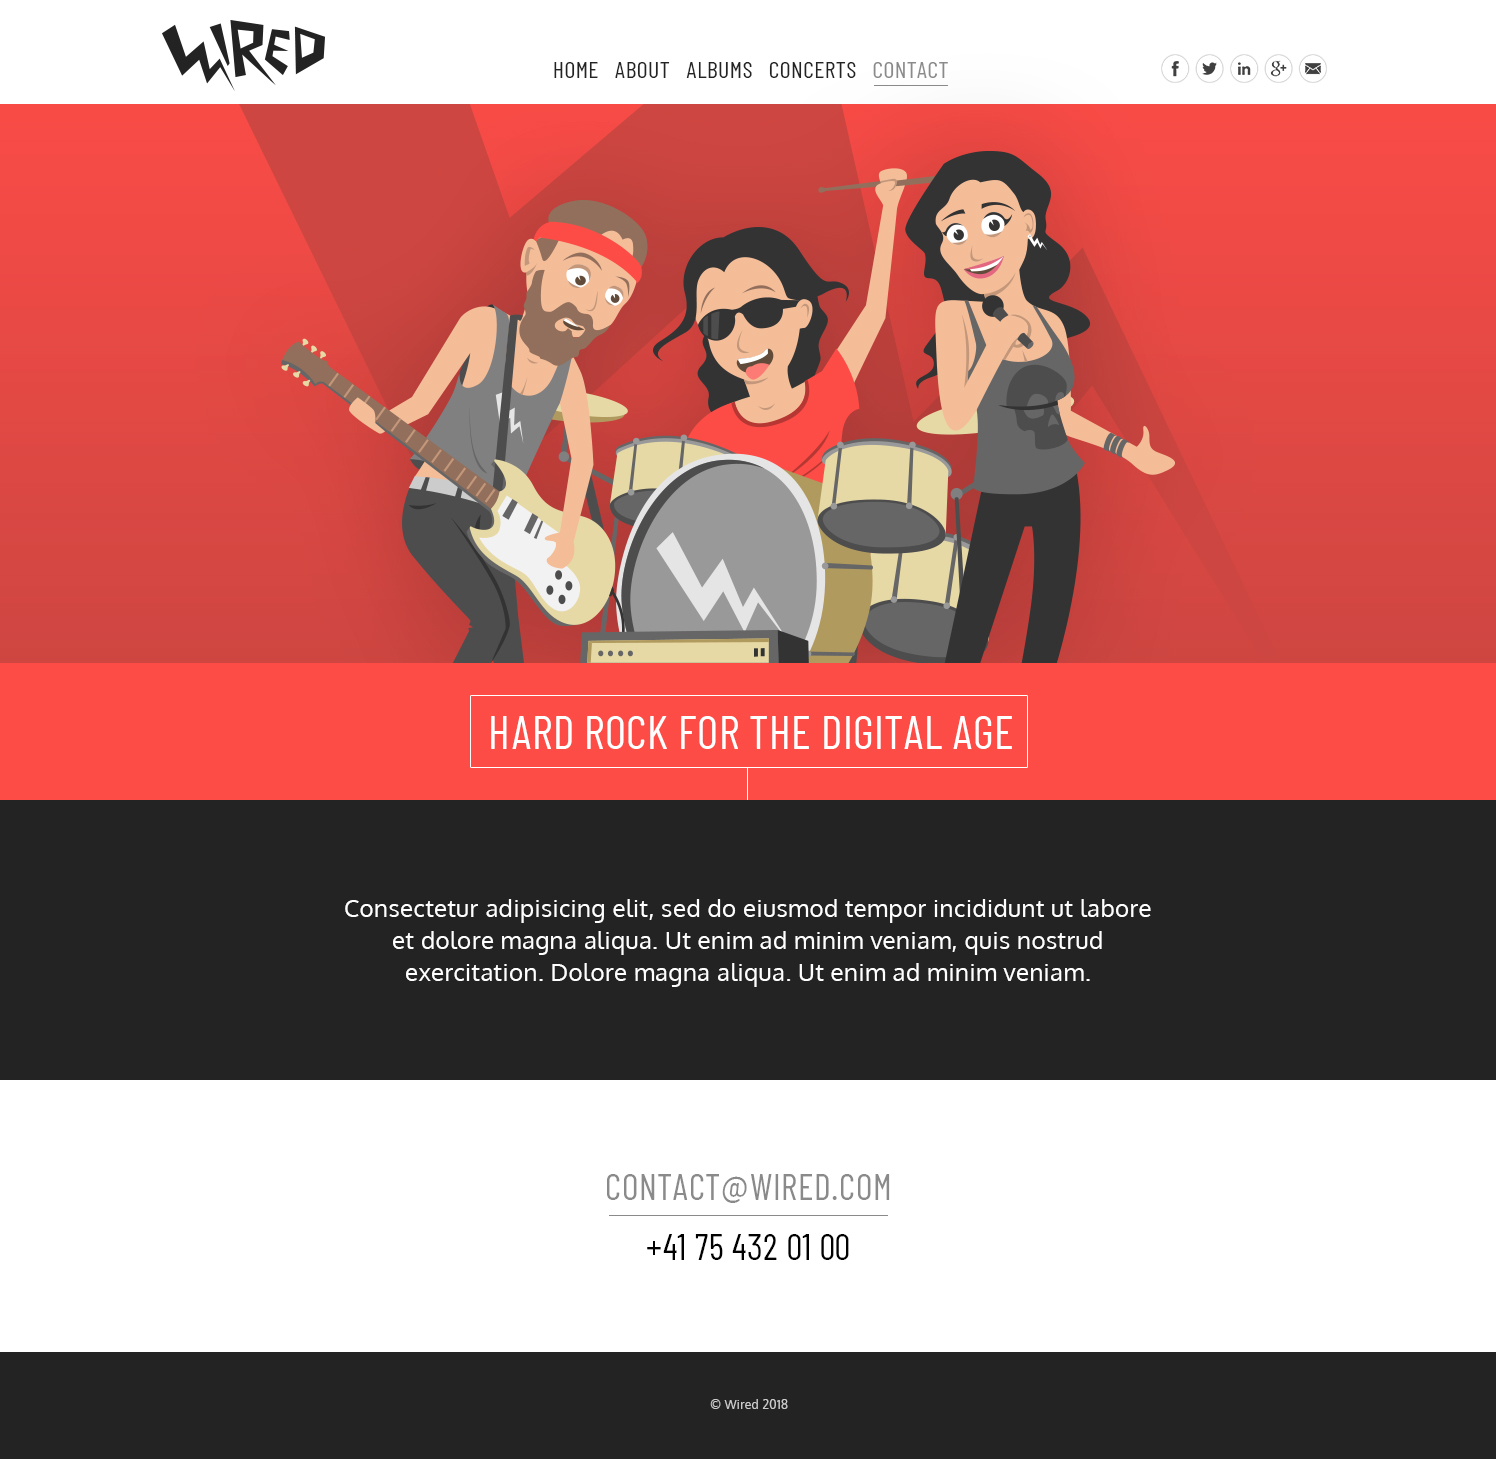 WIRED
HOME ABOUT ALBUMS CONCERTS CONTACT
f in g+
HARD ROCK FOR THE DIGITAL AGE
Consectetur adipisicing elit, sed do eiusmod tempor incididunt ut labore
et dolore magna aliqua. Ut enim ad minim veniam, quis nostrud
exercitation. Dolore magna aliqua. Ut enim ad minim veniam.
CONTACT@WIRED.COM
+41 75 432 01 00
© Wired 2018